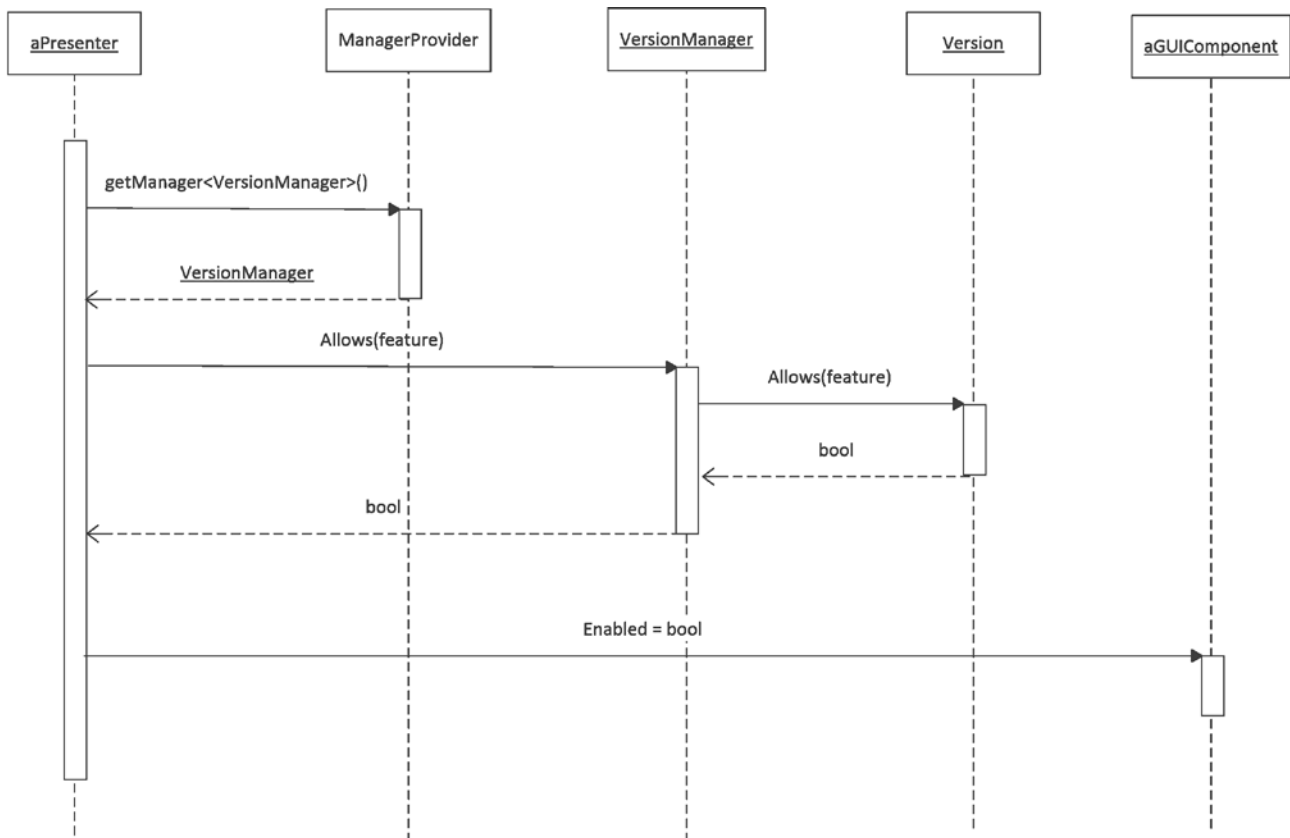 aPresenter
ManagerProvider
VersionManager
Version
aGUIComponent
getManager<VersionManager>()
VersionManager
Allows(feature)
Allows(feature)
bool
bool
Enabled = bool